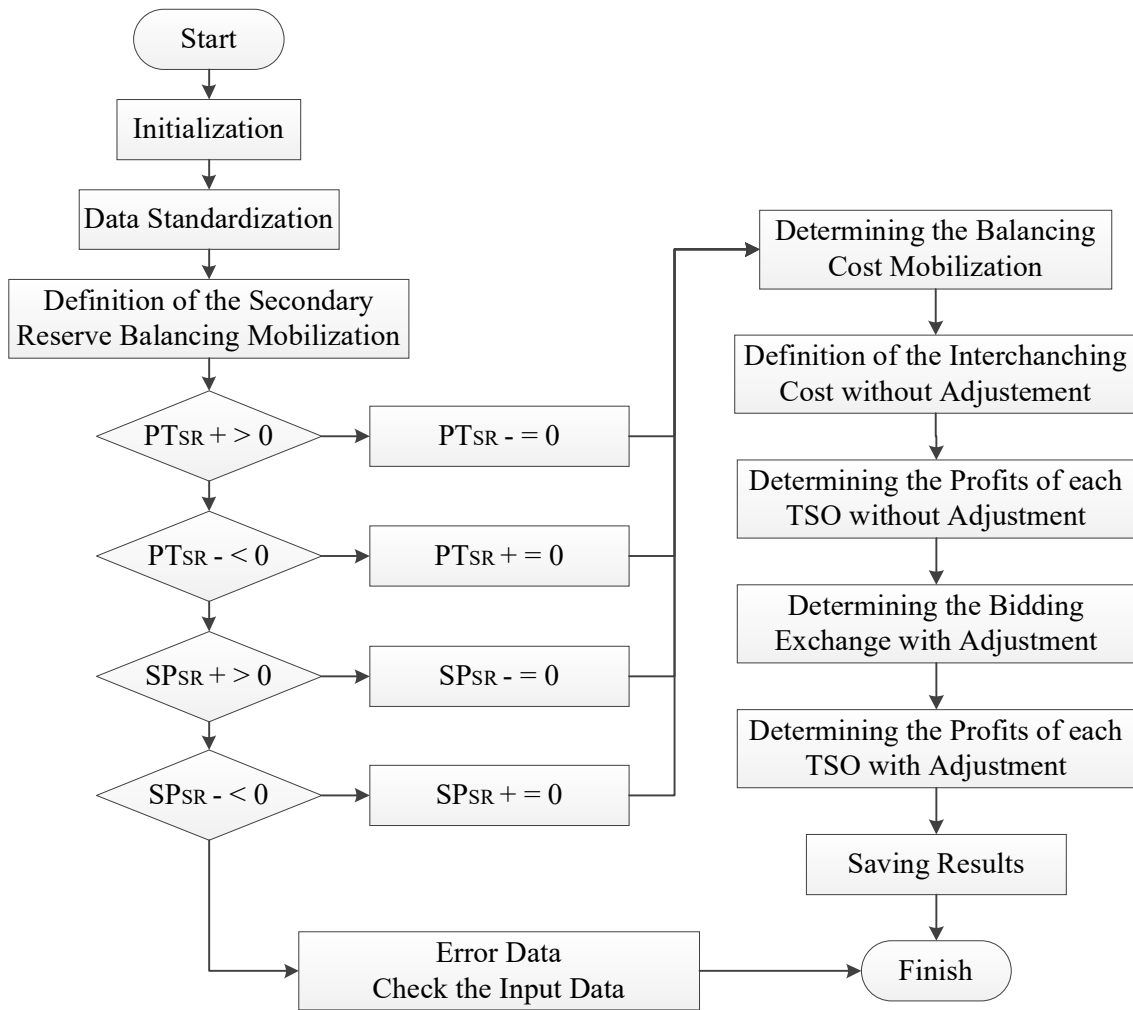 Start
Initialization
Data Standardization
Definition of the Secondary
Reserve Balancing Mobilization
PTSR + > 0
PTSR - = 0
PTSR - < 0
PTSR + = 0
SPSR + > 0
SPSR - = 0
SPSR - < 0
SPSR + = 0
Error Data
Check the Input Data
Determining the Balancing
Cost Mobilization
Definition of the Interchanching
Cost without Adjustement
Determining the Profits of each
TSO without Adjustment
Determining the Bidding
Exchange with Adjustment
Determining the Profits of each
TSO with Adjustment
Saving Results
Finish